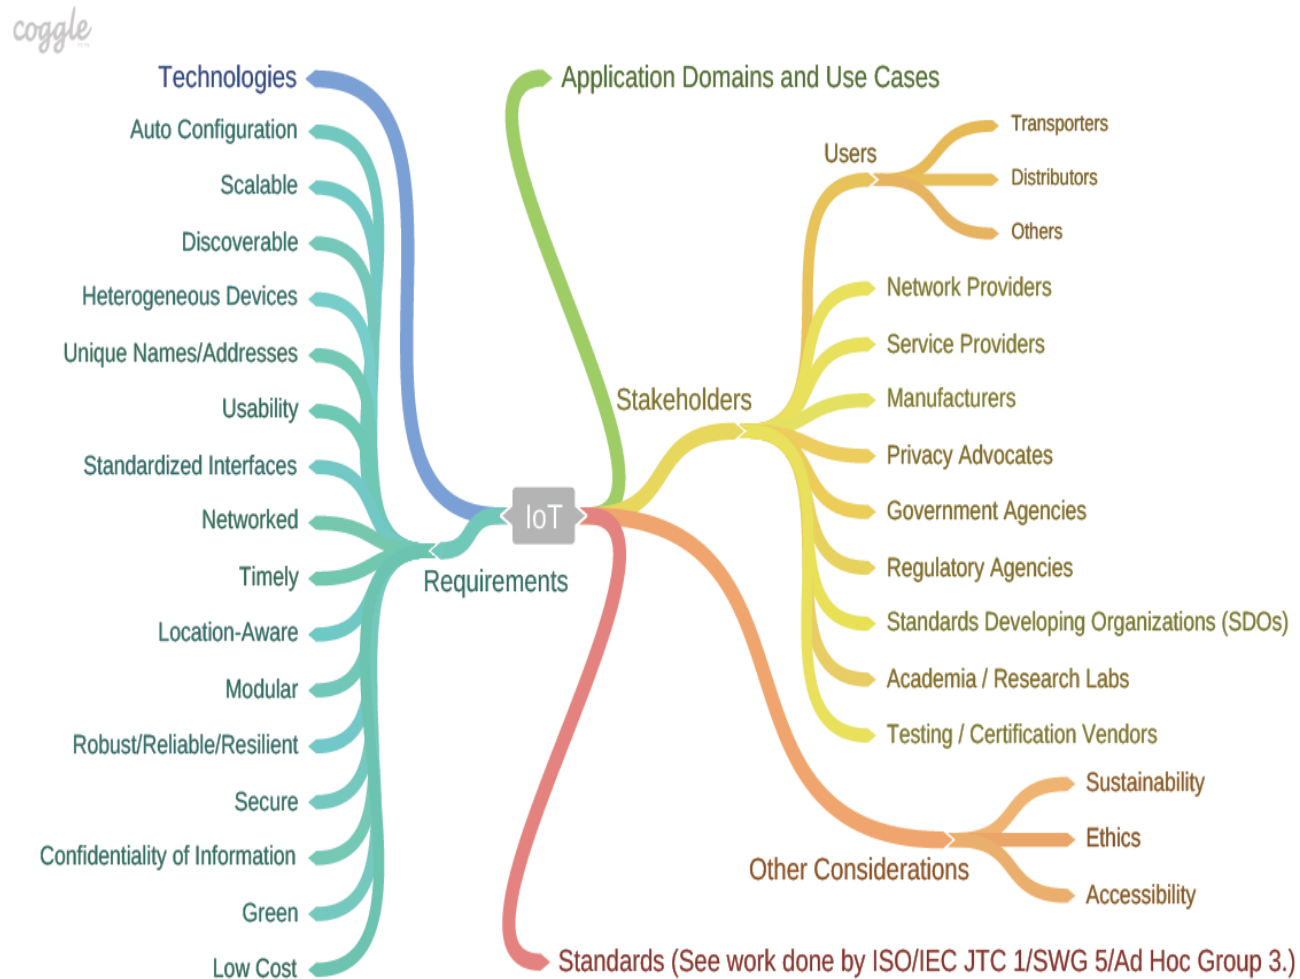 coggle
Technologies
Auto Configuration
Scalable
Discoverable
Heterogeneous Devices
Unique Names/Addresses
Usability
Standardized Interfaces
Networked
Timely
Location-Aware
Modular
Robust/Reliable/Resilient
Secure
Confidentiality of Information
Green
Low Cost
Requirements
IoT
Application Domains and Use Cases
Stakeholders
Users
Transporters
Distributors
Others
Network Providers
Service Providers
Manufacturers
Privacy Advocates
Government Agencies
Regulatory Agencies
Standards Developing Organizations (SDOs)
Academia / Research Labs
Testing / Certification Vendors
Other Considerations
Sustainability
Ethics
Accessibility
Standards (See work done by ISO/IEC JTC 1/SWG 5/Ad Hoc Group 3.)